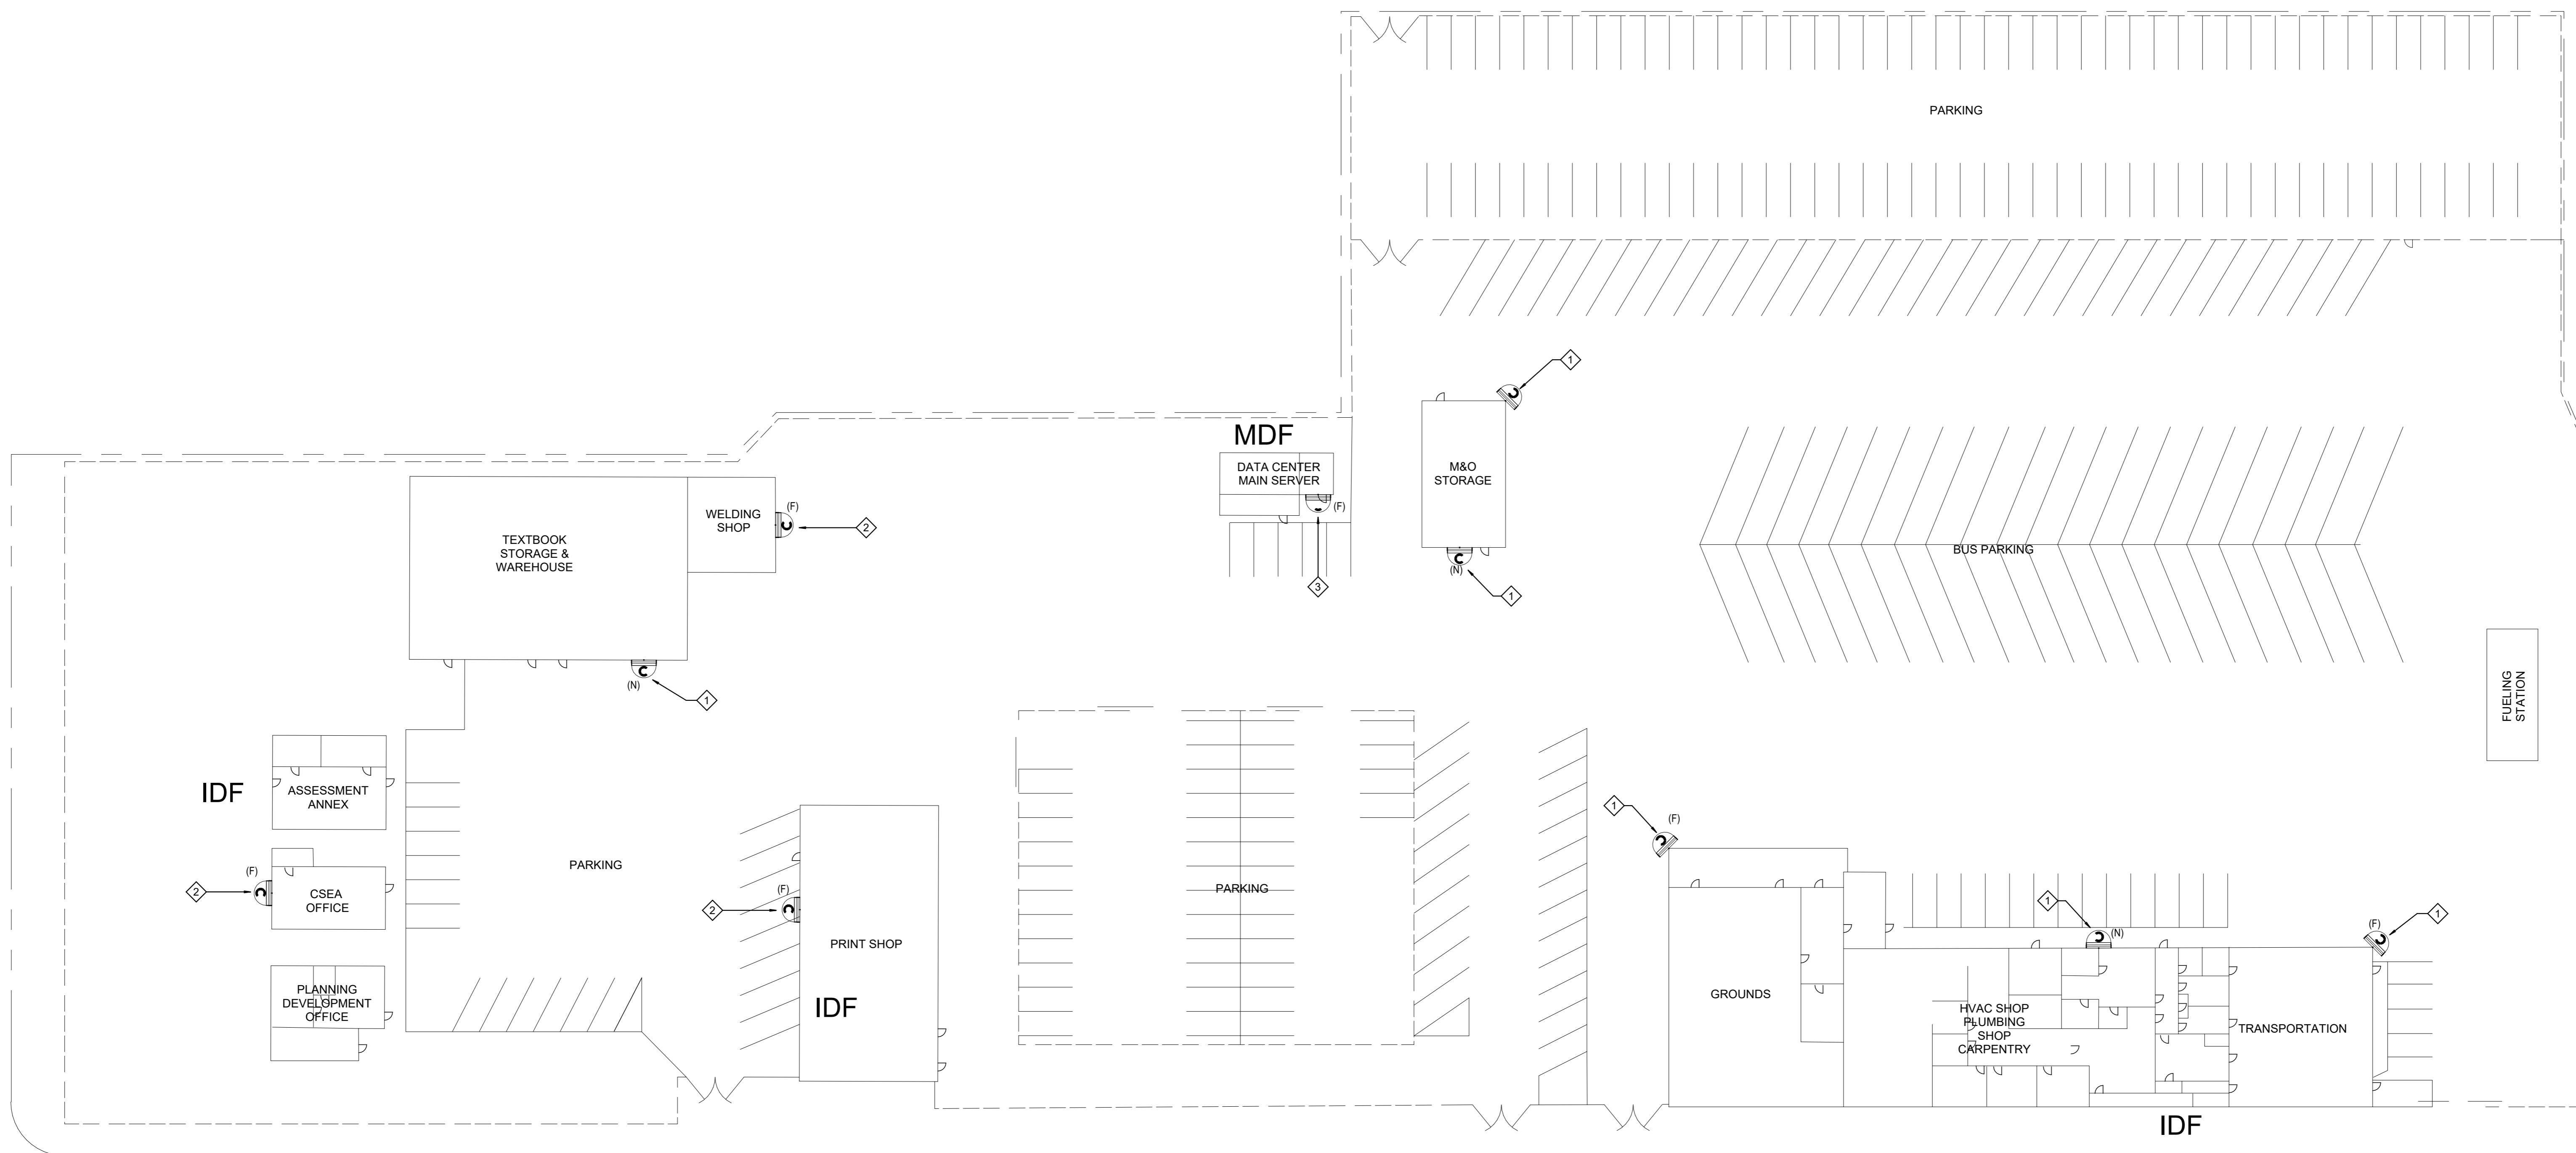 PARKING
1
MDF
DATA CENTER
MAIN SERVER
(F)
3
M&O
STORAGE
(N)
1
WELDING
SHOP
(F)
2
TEXTBOOK
STORAGE &
WAREHOUSE
(N)
1
BUS PARKING
FUELING
STATION
IDF
ASSESSMENT
ANNEX
(F)
2
CSEA
OFFICE
PLANNING
DEVELOPMENT
OFFICE
PARKING
(F)
2
PRINT SHOP
IDF
PARKING
1
(F)
GROUNDS
1
(N)
HVAC SHOP
PLUMBING
SHOP
CARPENTRY
(F)
1
TRANSPORTATION
IDF